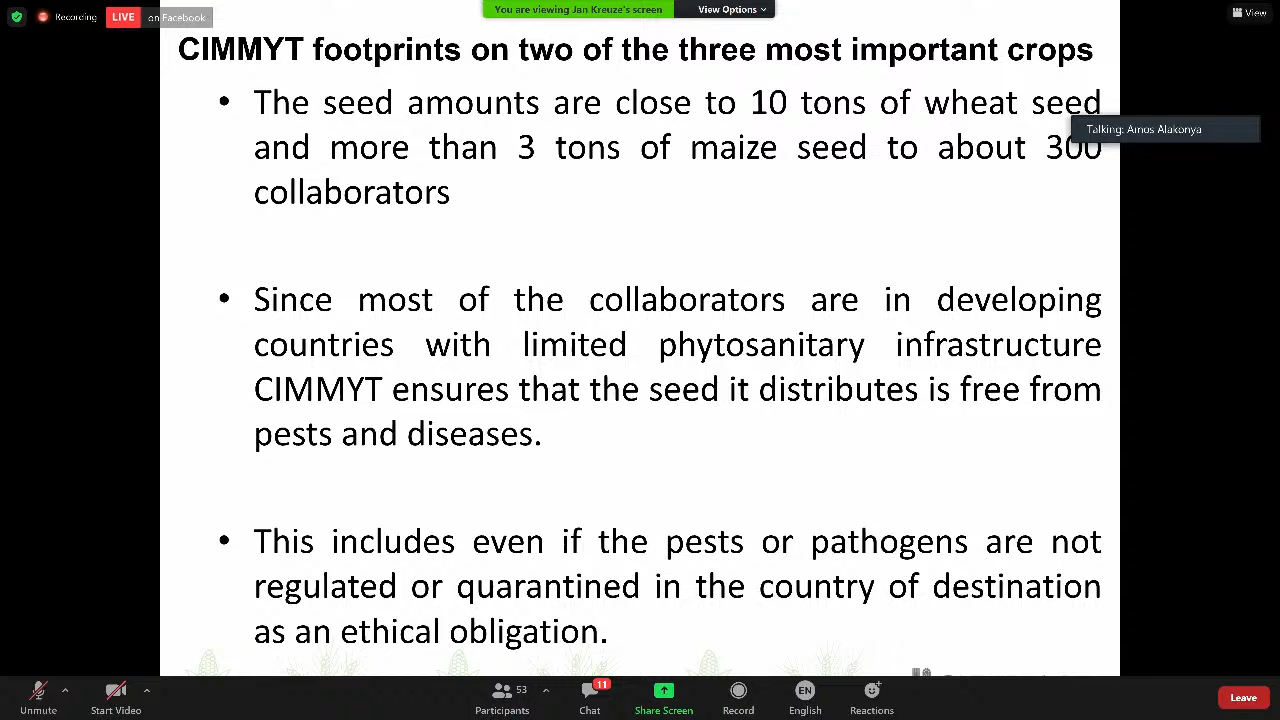 Recording
LIVE on Facebook
You are viewing Jan Kreuze's screen
View Options
View
CIMMYT footprints on two of the three most important crops
• The seed amounts are close to 10 tons of wheat seed
and more than 3 tons of maize seed to about 300
collaborators
Talking: Amos Alakonya
• Since most of the collaborators are in developing
countries with limited phytosanitary infrastructure
CIMMYT ensures that the seed it distributes is free from
pests and diseases.
• This includes even if the pests or pathogens are not
regulated or quarantined in the country of destination
as an ethical obligation.
Unmute
Start Video
53
Participants
11
Chat
Share Screen
Record
EN
English
Reactions
Leave